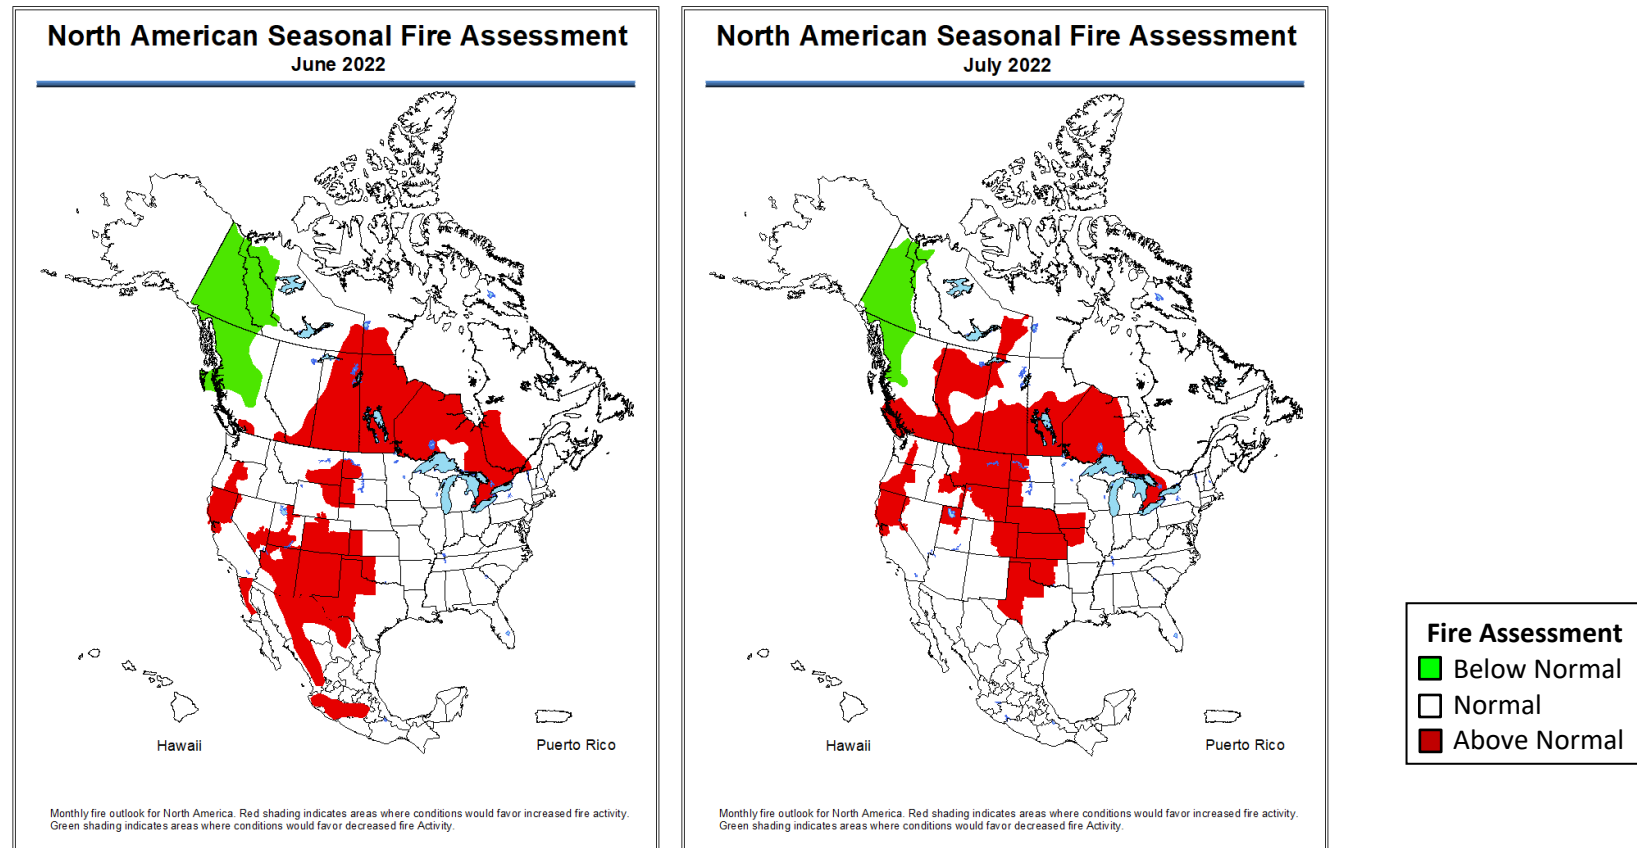 North American Seasonal Fire Assessment
June 2022
Hawaii
Puerto Rico
Monthly fire outlook for North America. Red shading indicates areas where conditions would favor increased fire activity.
Green shading indicates areas where conditions would favor decreased fire Activity.
North American Seasonal Fire Assessment
July 2022
Hawaii
Puerto Rico
Monthly fire outlook for North America. Red shading indicates areas where conditions would favor increased fire activity.
Green shading indicates areas where conditions would favor decreased fire Activity.
Fire Assessment
Below Normal
Normal
Above Normal